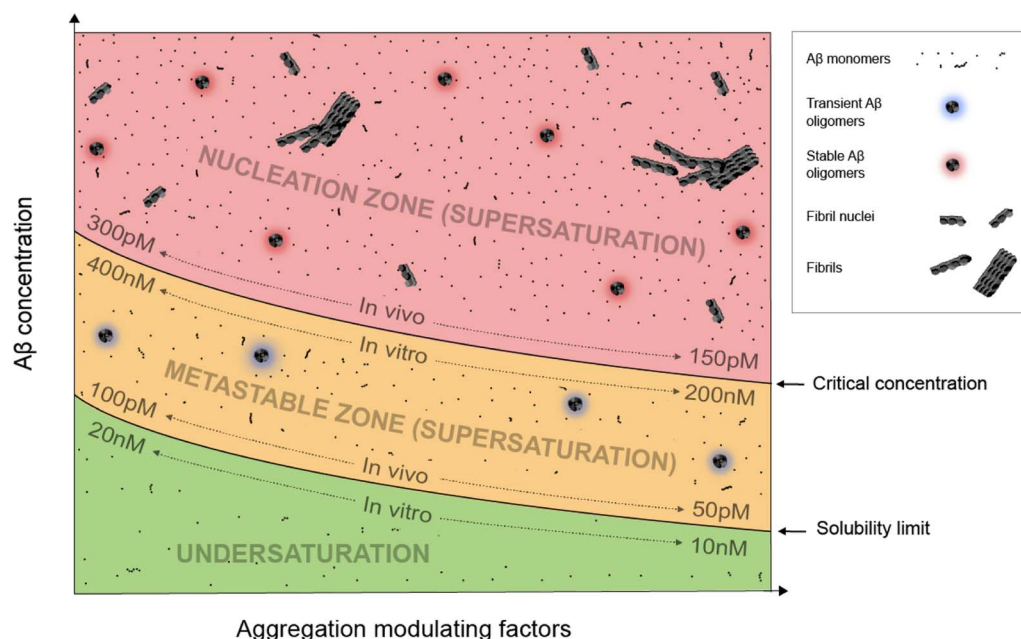 Aβ concentration
NUCLEATION ZONE (SUPERSATURATION)
300pM
In vivo
150pM
400nM
In vitro
200nM
METASTABLE ZONE (SUPERSATURATION)
100pM
In vivo
50pM
20nM
In vitro
10nM
UNDERSATURATION
Aggregation modulating factors
Critical concentration
Solubility limit
Aβ monomers
Transient Aβ
oligomers
Stable Aβ
oligomers
Fibril nuclei
Fibrils